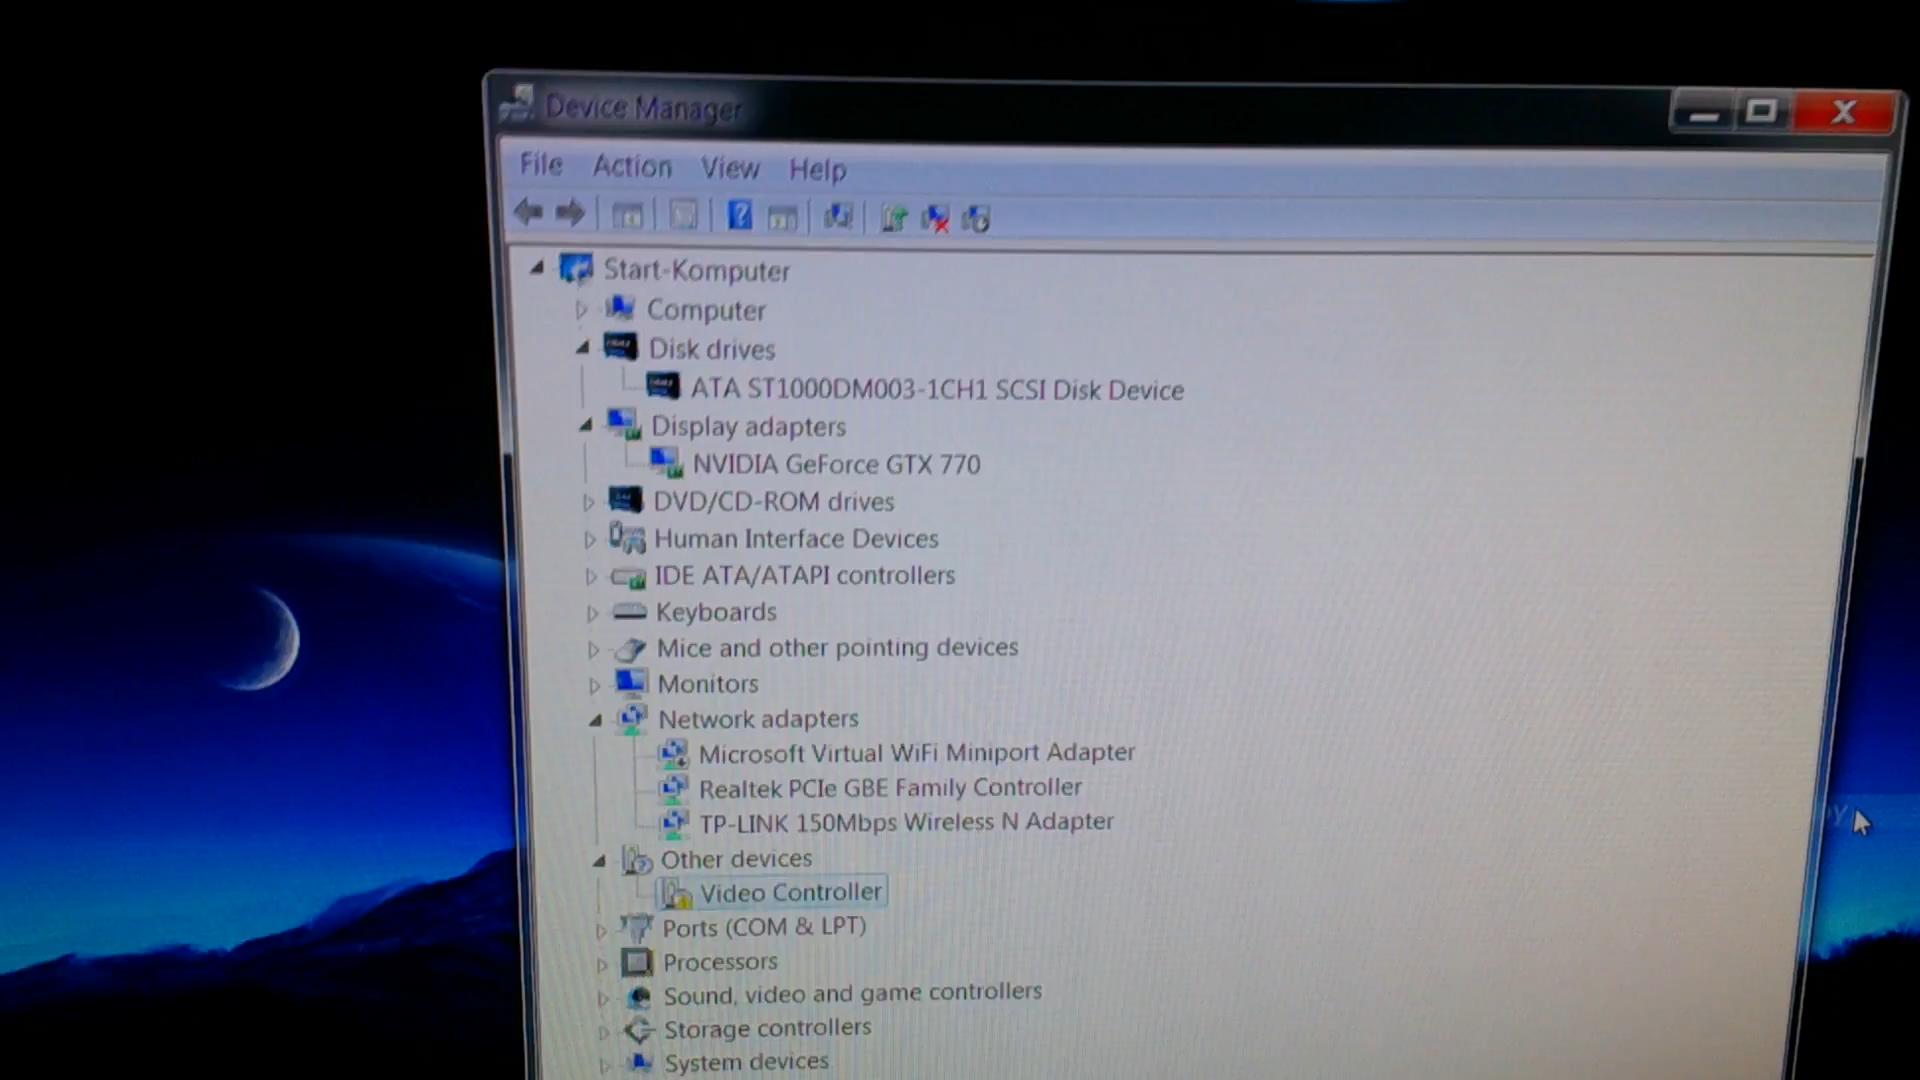 Device Manager
File Action View Help
Start-Komputer
Computer
Disk drives
ATA ST1000DM003-1CH1 SCSI Disk Device
Display adapters
NVIDIA GeForce GTX 770
DVD/CD-ROM drives
Human Interface Devices
IDE ATA/ATAPI controllers
Keyboards
Mice and other pointing devices
Monitors
Network adapters
Microsoft Virtual WiFi Miniport Adapter
Realtek PCIe GBE Family Controller
TP-LINK 150Mbps Wireless N Adapter
Other devices
Video Controller
Ports (COM & LPT)
Processors
Sound, video and game controllers
Storage controllers
System devices